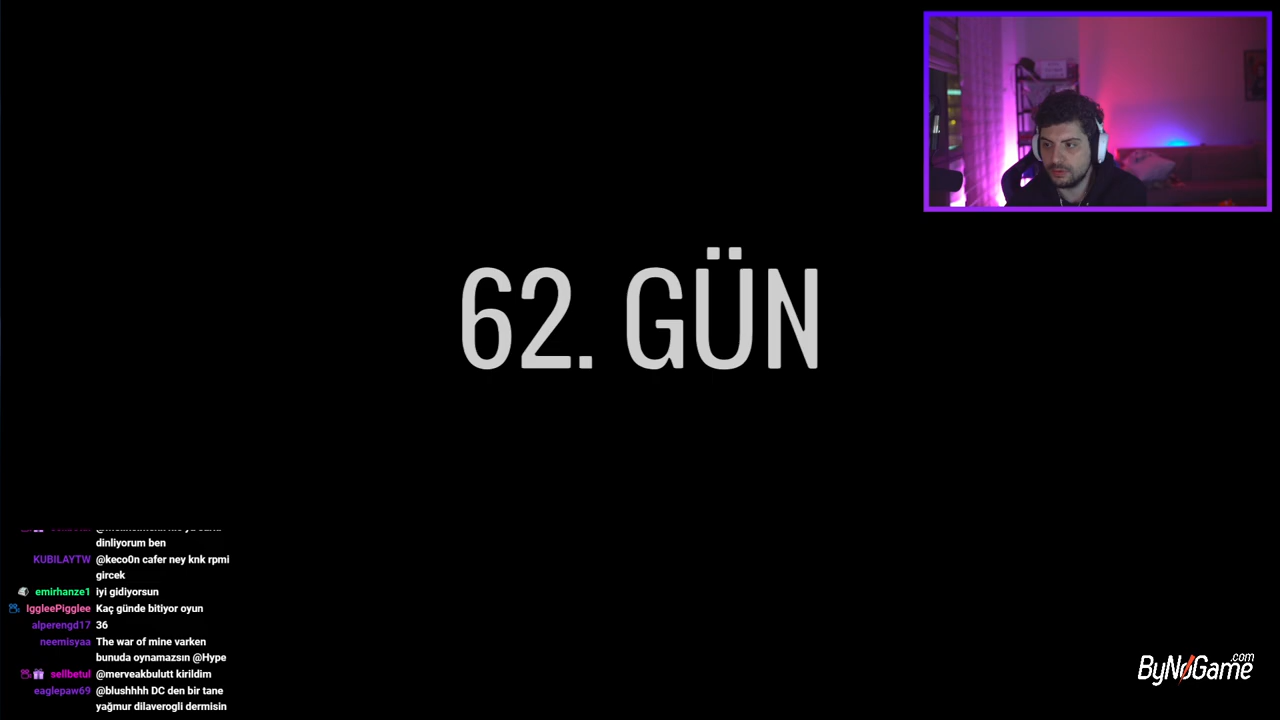 62. GÜN
dinliyorum ben
KUBILAYTW @keco0n cafer ney knk rpmi
gircek
emirhanze1 iyi gidiyorsun
IggleePigglee Kaç günde bitiyor oyun
alperengd17 36
neemisyaa The war of mine varken
bunuda oynamazsın @Hype
sellbetul @merveakbulutt kirildim
eaglepaw69 @blushhhh DC den bir tane
yağmur dilaverogli dermisin
ByNoGame.com